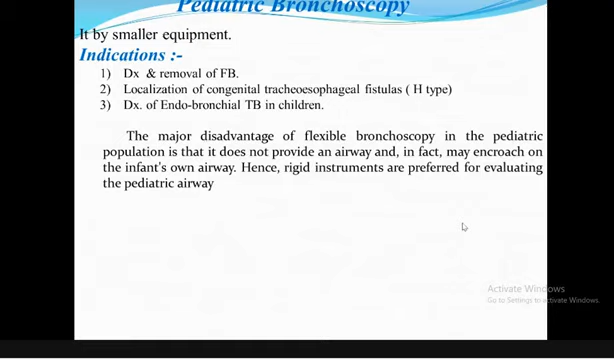 Pediatric Bronchoscopy
It by smaller equipment.
Indications :-
1) Dx & removal of FB.
2) Localization of congenital tracheoesophageal fistulas ( H type)
3) Dx. of Endo-bronchial TB in children.
The major disadvantage of flexible bronchoscopy in the pediatric
population is that it does not provide an airway and, in fact, may encroach on
the infant's own airway. Hence, rigid instruments are preferred for evaluating
the pediatric airway
Activate Windows
Go to Settings to activate Windows.